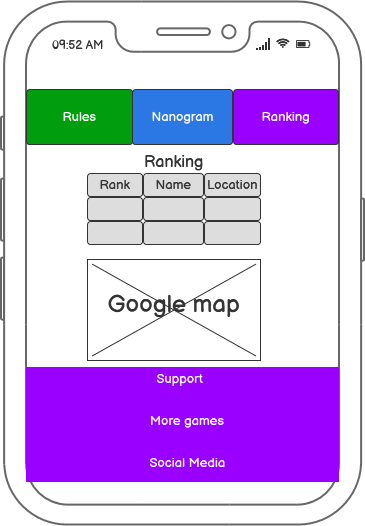 09:52 AM
Rules Nanogram Ranking
Ranking
Rank Name Location
Google map
Support
More games
Social Media